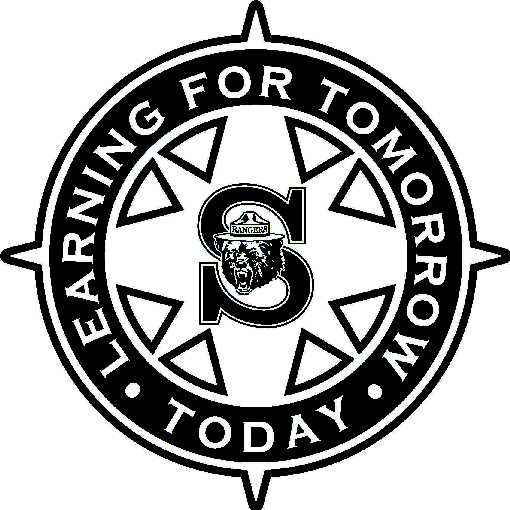 LEARNING FOR TOMORROW
• TODAY •
S
RANGERS